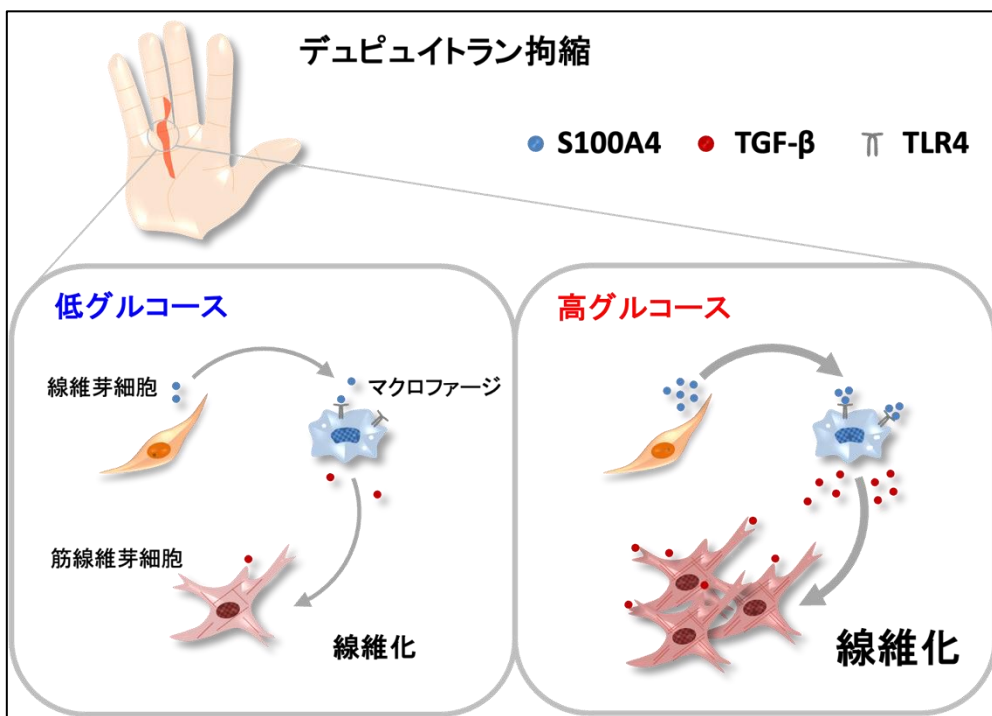 デュピュイトラン拘縮
S100A4 TGF-β TLR4
低グルコース
線維芽細胞
マクロファージ
筋線維芽細胞
線維化
高グルコース
線維化